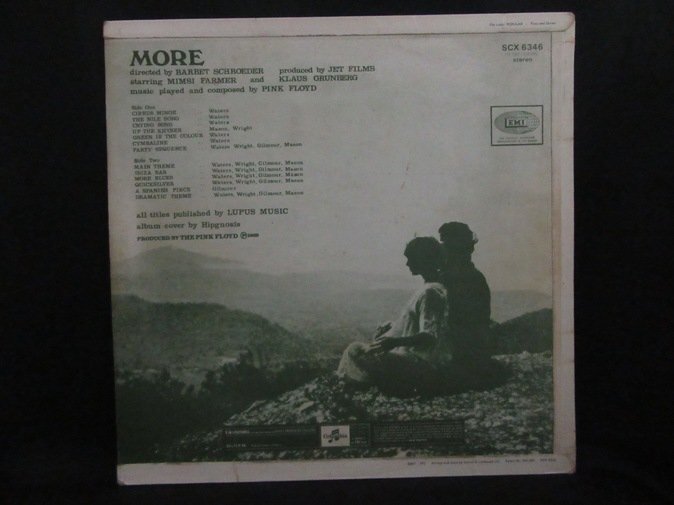 MORE
SCX 6346
stereo
directed by BARBET SCHROEDER produced by JET FILMS
starring MIMSI FARMER and KLAUS GRUNBERG
music played and composed by PINK FLOYD
Side One
CIRRUS MINOR Waters
THE NILE SONG Waters
CRYING SONG Waters
UP THE KHYBER Mason, Wright
GREEN IS THE COLOUR Waters
CYMBALINE Waters
PARTY SEQUENCE Waters, Wright, Gilmour, Mason
Side Two
MAIN THEME Waters, Wright, Gilmour, Mason
IBIZA BAR Waters, Wright, Gilmour, Mason
MORE BLUES Waters, Wright, Gilmour, Mason
QUICKSILVER Waters, Wright, Gilmour, Mason
A SPANISH PIECE Gilmour
DRAMATIC THEME Waters, Wright, Gilmour, Mason
all titles published by LUPUS MUSIC
album cover by Hipgnosis
PRODUCED BY THE PINK FLOYD ℗ 1969
EMI
Columbia